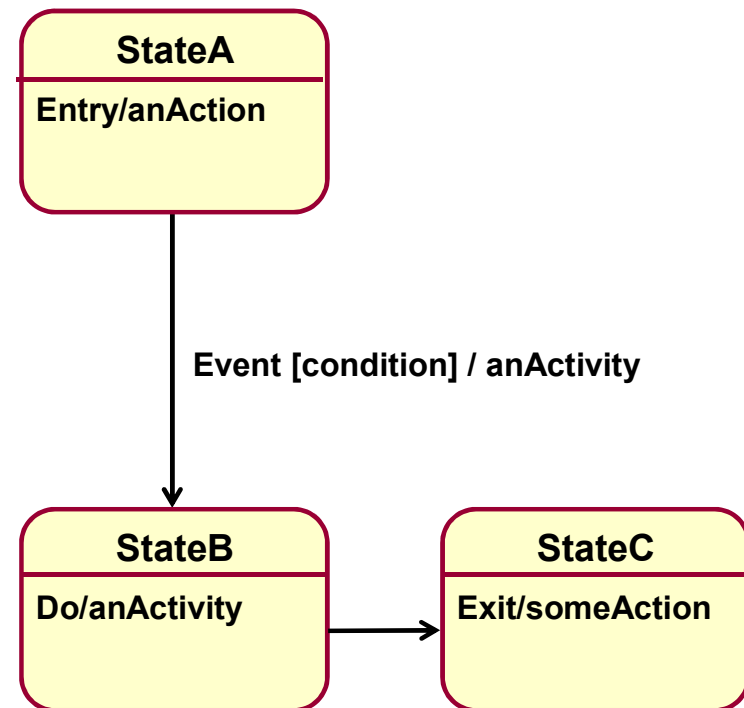 StateA
Entry/anAction
Event [condition] / anActivity
StateB
Do/anActivity
StateC
Exit/someAction